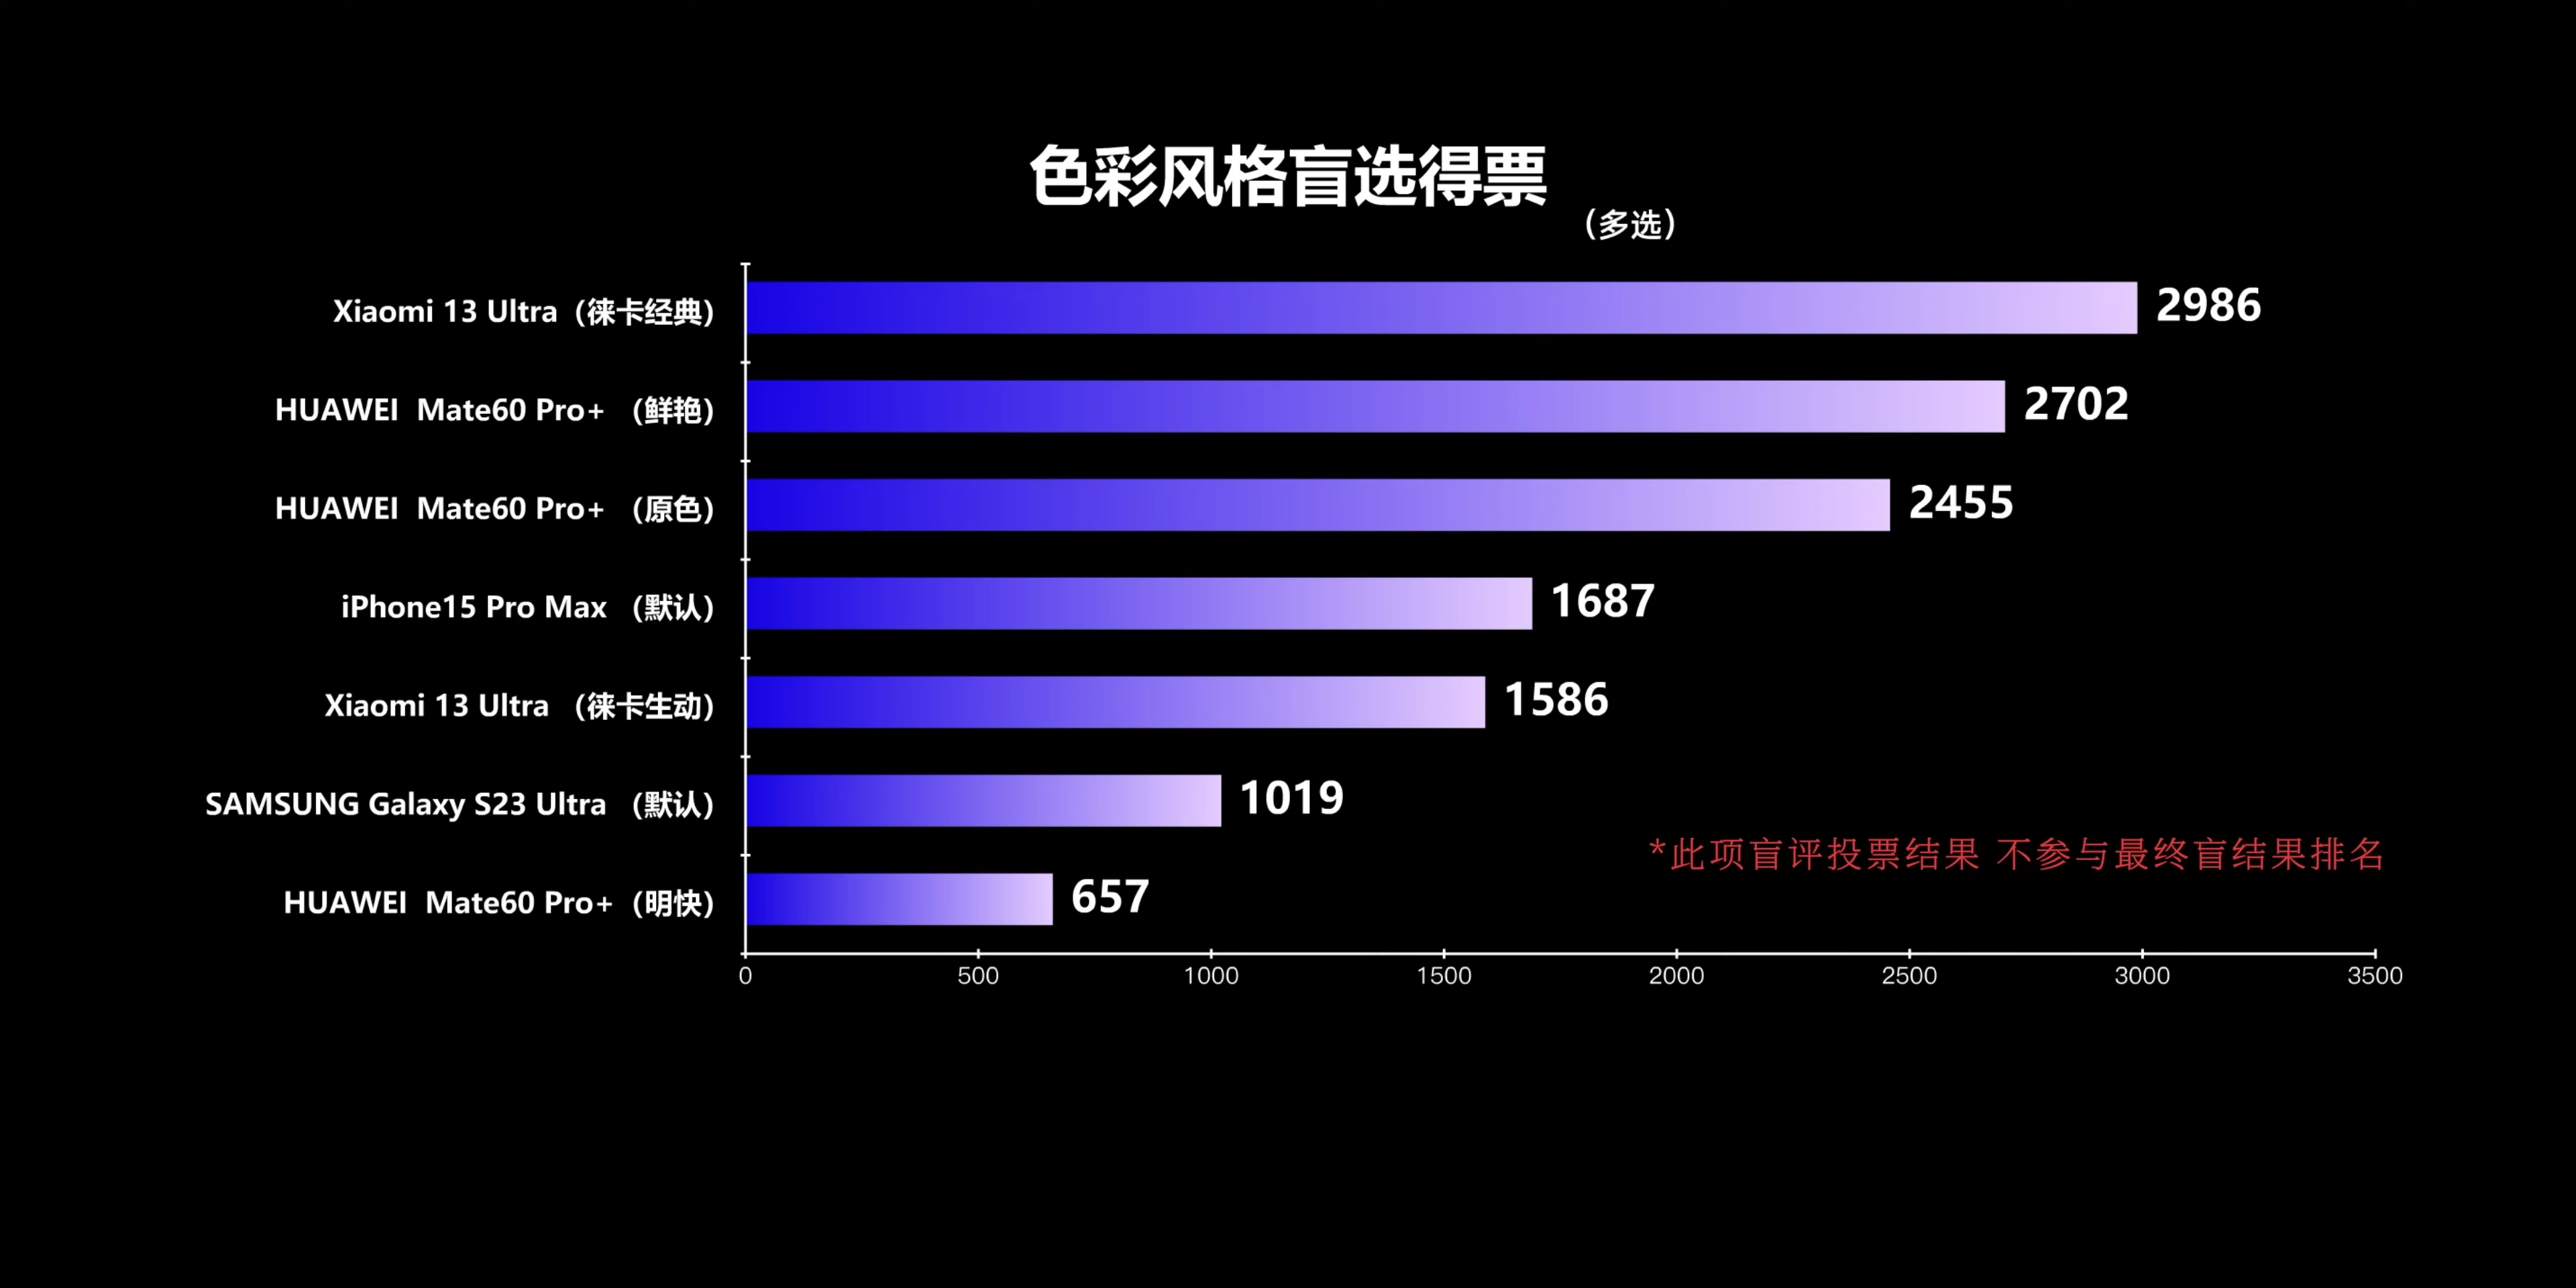 色彩风格盲选得票
（多选）
Xiaomi 13 Ultra（徕卡经典） 2986
HUAWEI Mate60 Pro+ （鲜艳） 2702
HUAWEI Mate60 Pro+ （原色） 2455
iPhone15 Pro Max （默认） 1687
Xiaomi 13 Ultra （徕卡生动） 1586
SAMSUNG Galaxy S23 Ultra （默认） 1019
*此项盲评投票结果 不参与最终盲结果排名
HUAWEI Mate60 Pro+（明快） 657
0 500 1000 1500 2000 2500 3000 3500